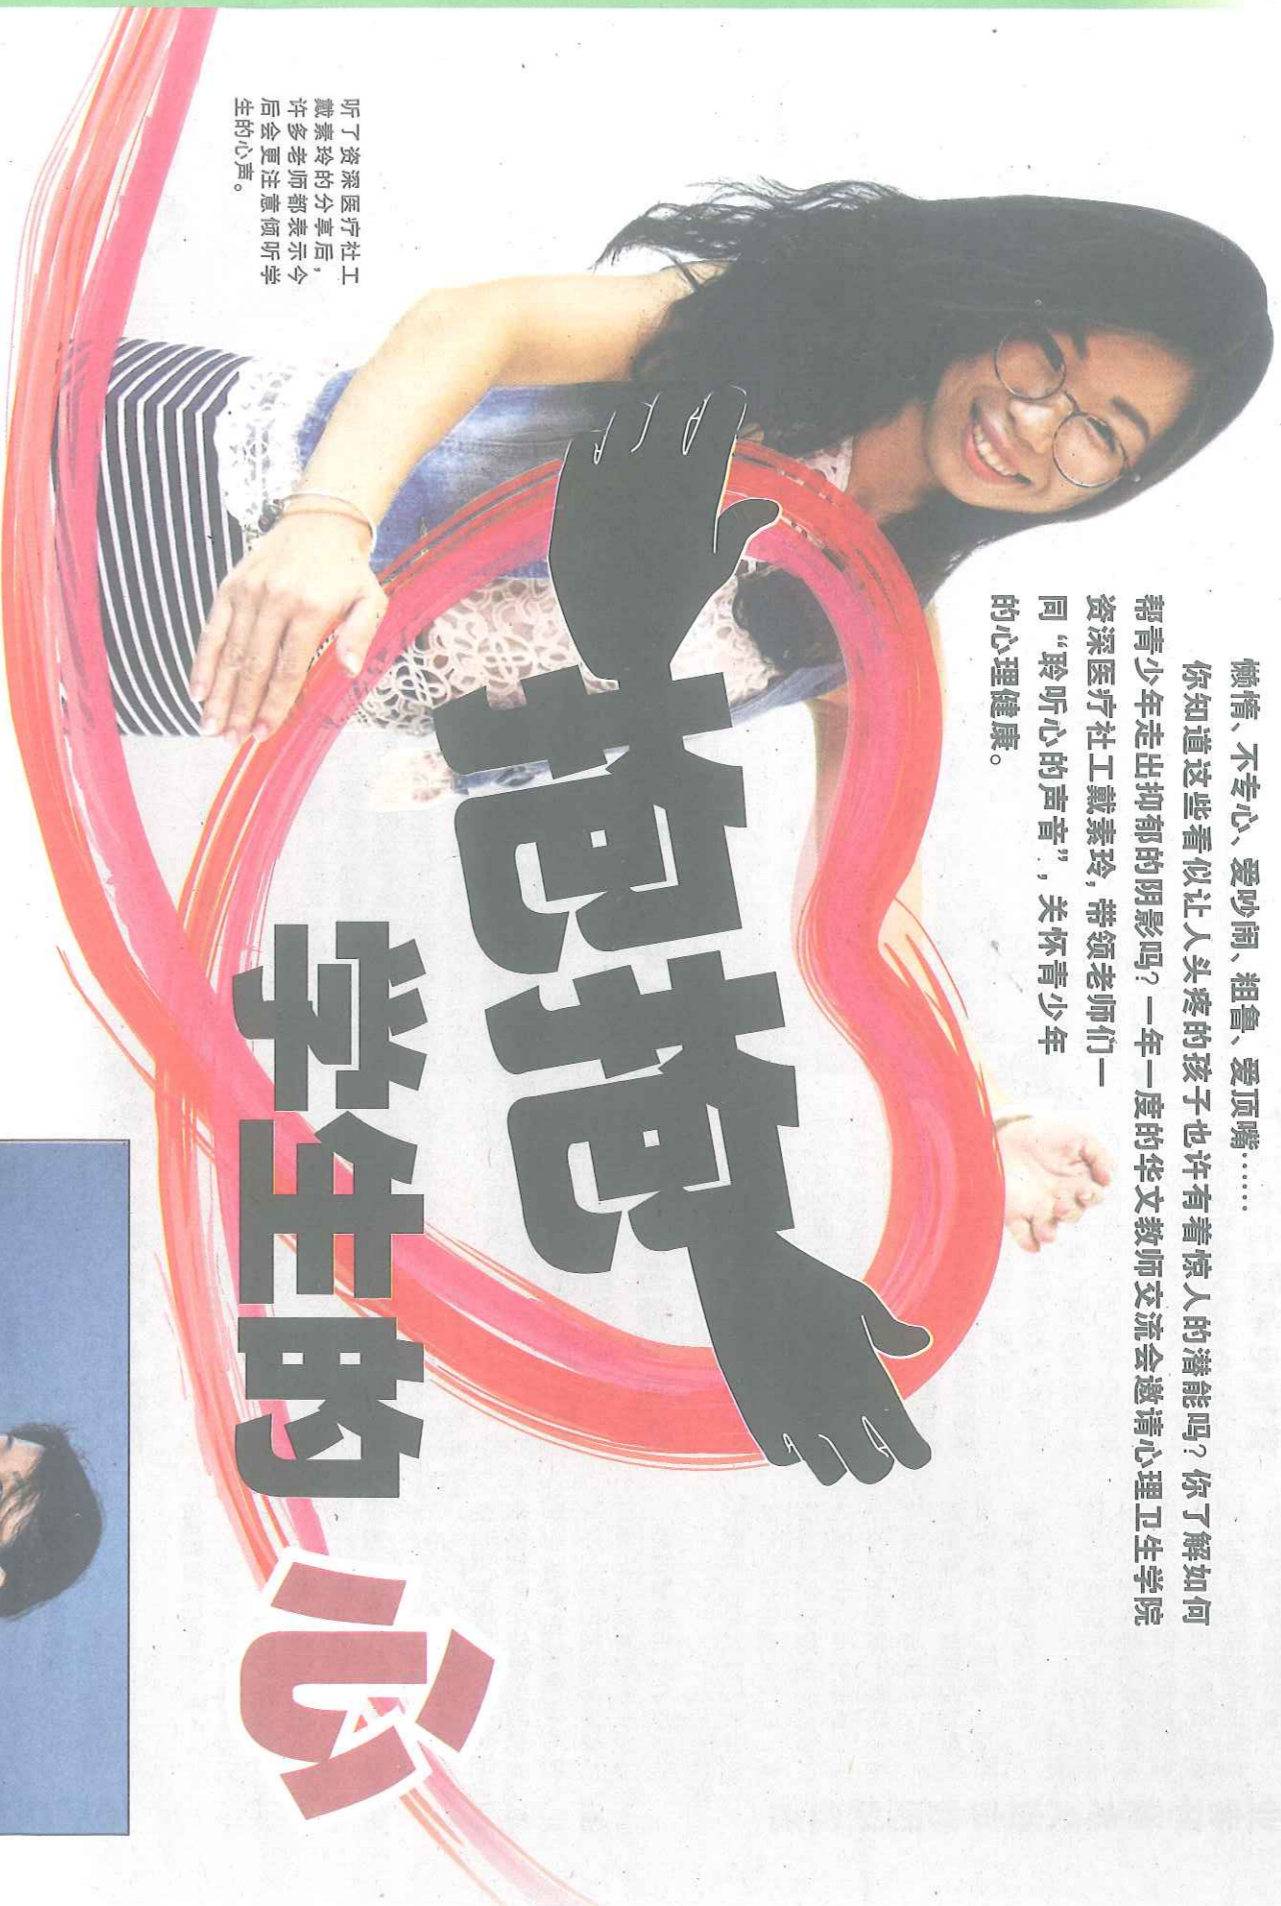 懒惰、不专心、爱吵闹、粗鲁、爱顶嘴……
你知道这些看似让人头疼的孩子也许有着惊人的潜能吗？你了解如何
帮青少年走出抑郁的阴影吗？一年一度的华文教师交流会邀请心理卫生学院
资深医疗社工戴素玲，带领老师们一
同“聆听心的声音”，关怀青少年
的心理健康。
抱抱
学生的心
听了资深医疗社工
戴素玲的分享后，
许多老师都表示今
后会更注意倾听学
生的心声。